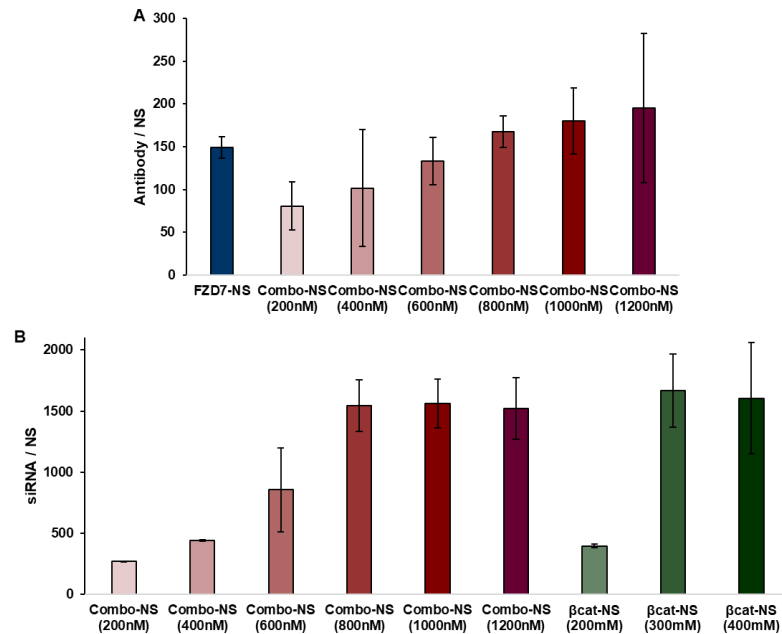 A
300
250
200
150
100
50
0
Antibody / NS
FZD7-NS Combo-NS Combo-NS Combo-NS Combo-NS Combo-NS Combo-NS
(200nM) (400nM) (600nM) (800nM) (1000nM) (1200nM)
B
2000
1500
1000
500
0
siRNA / NS
Combo-NS Combo-NS Combo-NS Combo-NS Combo-NS Combo-NS βcat-NS βcat-NS βcat-NS
(200nM) (400nM) (600nM) (800nM) (1000nM) (1200nM) (200mM) (300mM) (400mM)